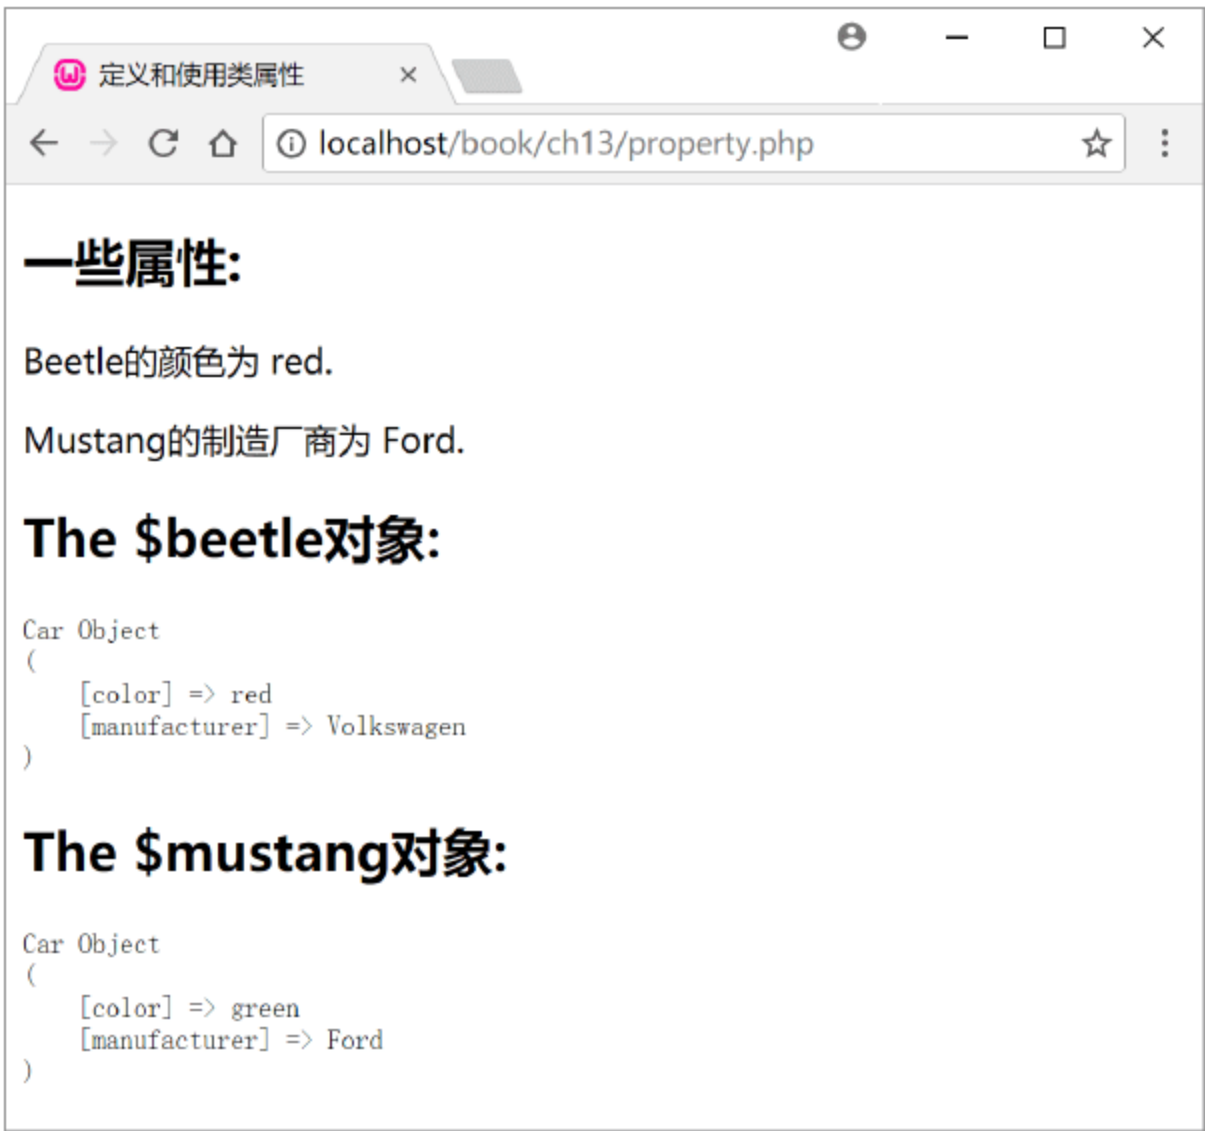 定义和使用类属性
localhost/book/ch13/property.php
一些属性:
Beetle的颜色为 red.
Mustang的制造厂商为 Ford.
The $beetle对象:
Car Object
(
    [color] => red
    [manufacturer] => Volkswagen
)
The $mustang对象:
Car Object
(
    [color] => green
    [manufacturer] => Ford
)